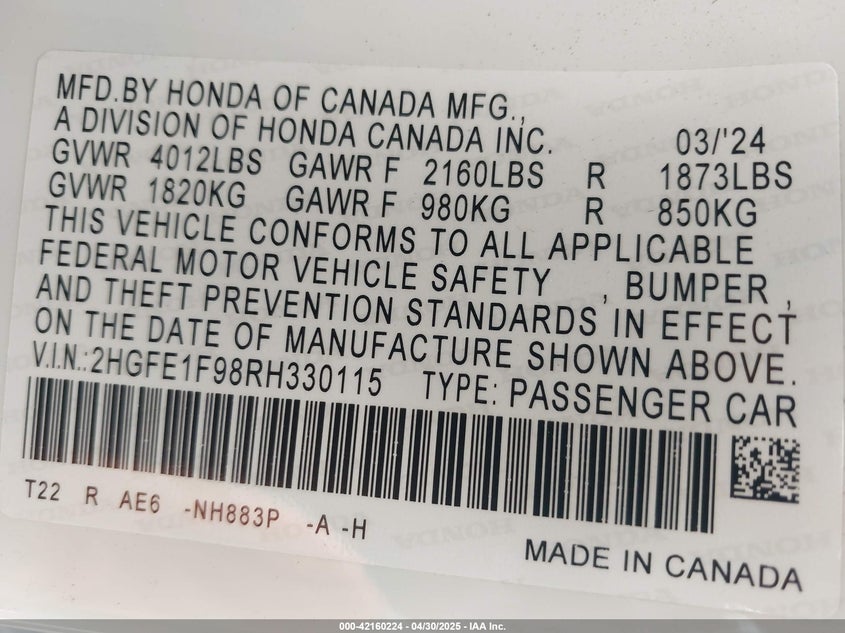 MFD.BY HONDA OF CANADA MFG.,
A DIVISION OF HONDA CANADA INC. 03/'24
GVWR 4012LBS GAWR F 2160LBS R 1873LBS
GVWR 1820KG GAWR F 980KG R 850KG
THIS VEHICLE CONFORMS TO ALL APPLICABLE
FEDERAL MOTOR VEHICLE SAFETY , BUMPER ,
AND THEFT PREVENTION STANDARDS IN EFFECT
ON THE DATE OF MANUFACTURE SHOWN ABOVE.
V.I.N.:2HGFE1F98RH330115 TYPE: PASSENGER CAR
T22 R AE6 -NH883P -A -H
MADE IN CANADA
000-42160224 - 04/30/2025 - IAA Inc.